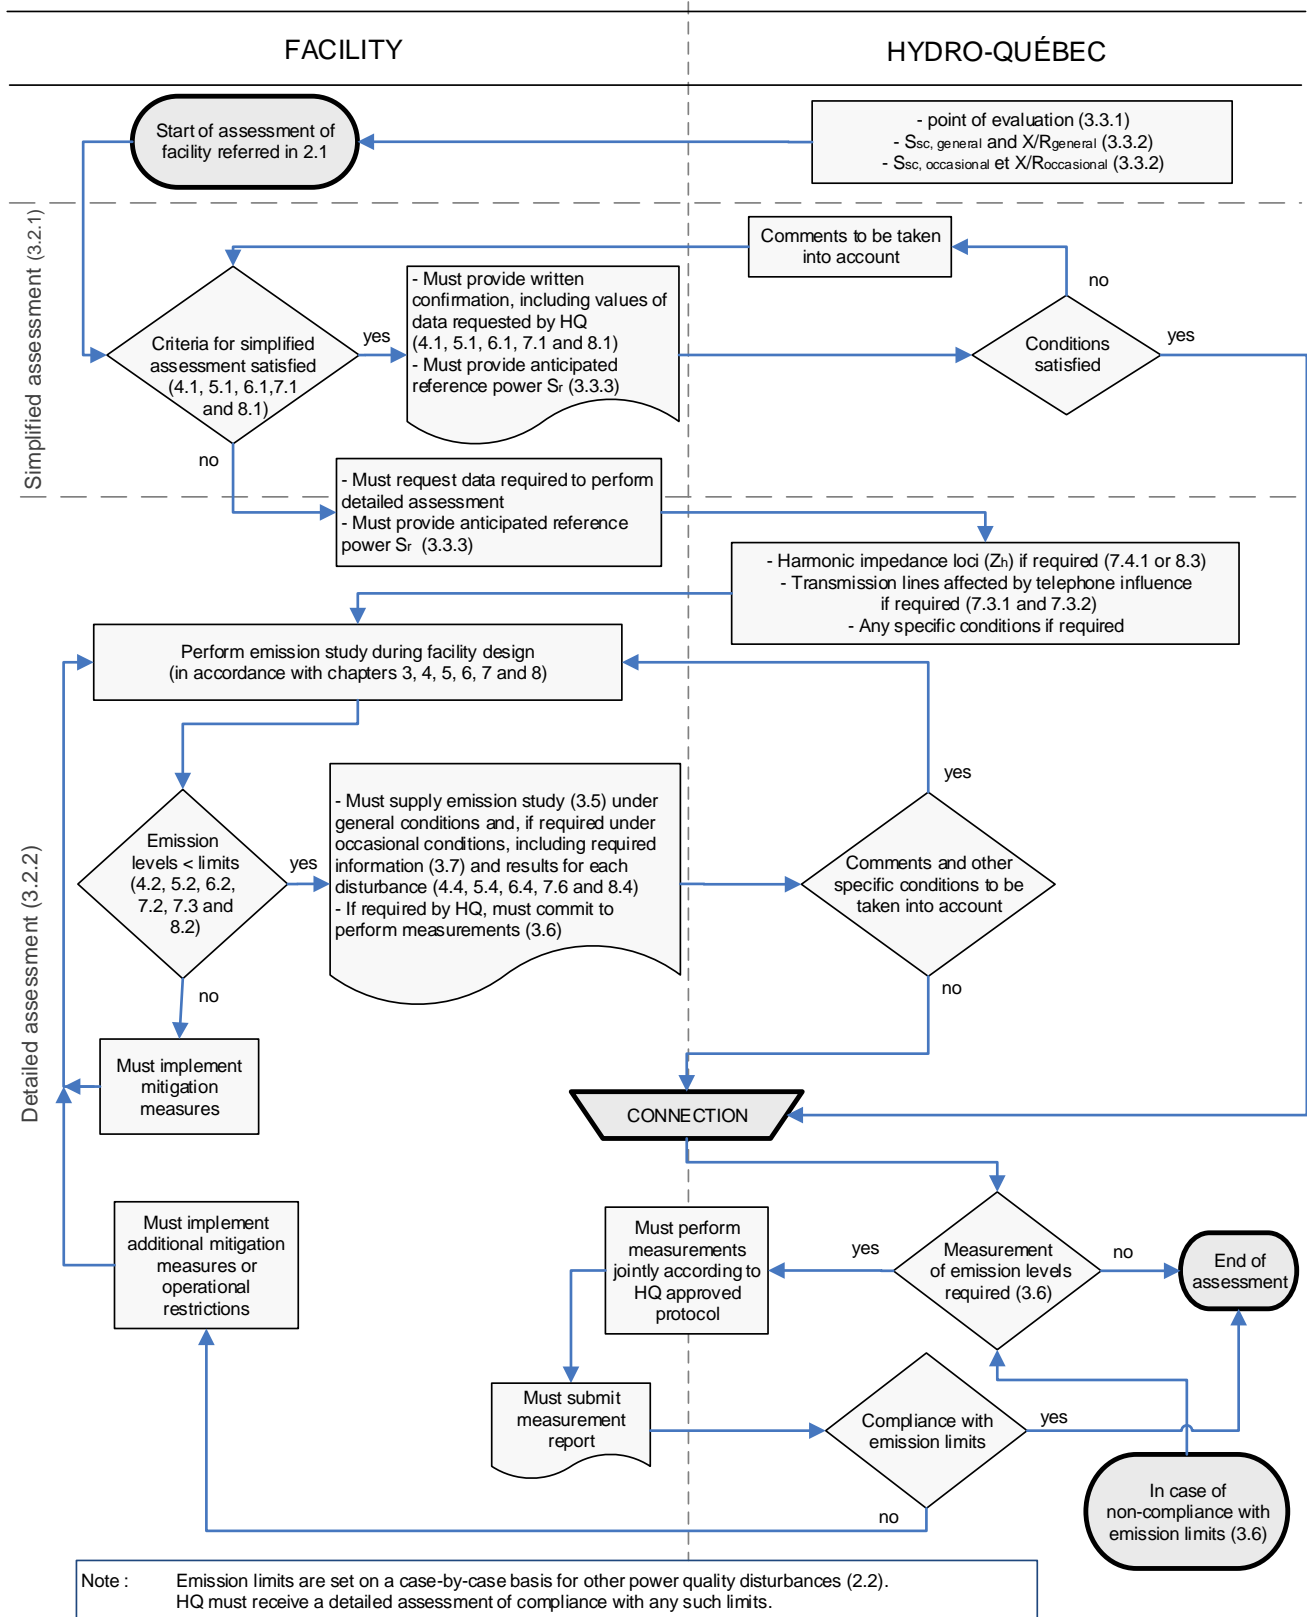 FACILITY
HYDRO-QUÉBEC
Start of assessment of
facility referred in 2.1
- point of evaluation (3.3.1)
- Ssc, general and X/Rgeneral (3.3.2)
- Ssc, occasional et X/Roccasional (3.3.2)
Simplified assessment (3.2.1)
Comments to be taken
into account
no
Criteria for simplified
assessment satisfied
(4.1, 5.1, 6.1,7.1
and 8.1)
yes
- Must provide written
confirmation, including values of
data requested by HQ
(4.1, 5.1, 6.1, 7.1 and 8.1)
- Must provide anticipated
reference power Sr (3.3.3)
Conditions
satisfied
yes
no
- Must request data required to perform
detailed assessment
- Must provide anticipated reference
power Sr (3.3.3)
- Harmonic impedance loci (Zh) if required (7.4.1 or 8.3)
- Transmission lines affected by telephone influence
if required (7.3.1 and 7.3.2)
- Any specific conditions if required
Detailed assessment (3.2.2)
Perform emission study during facility design
(in accordance with chapters 3, 4, 5, 6, 7 and 8)
yes
Emission
levels < limits
(4.2, 5.2, 6.2,
7.2, 7.3 and
8.2)
yes
- Must supply emission study (3.5) under
general conditions and, if required under
occasional conditions, including required
information (3.7) and results for each
disturbance (4.4, 5.4, 6.4, 7.6 and 8.4)
- If required by HQ, must commit to
perform measurements (3.6)
Comments and other
specific conditions to be
taken into account
no
no
Must implement
mitigation
measures
CONNECTION
Must implement
additional mitigation
measures or
operational
restrictions
Must perform
measurements
jointly according to
HQ approved
protocol
yes
Measurement
of emission levels
required (3.6)
no
End of
assessment
Must submit
measurement
report
Compliance with
emission limits
yes
no
In case of
non-compliance with
emission limits (3.6)
Note : Emission limits are set on a case-by-case basis for other power quality disturbances (2.2).
HQ must receive a detailed assessment of compliance with any such limits.